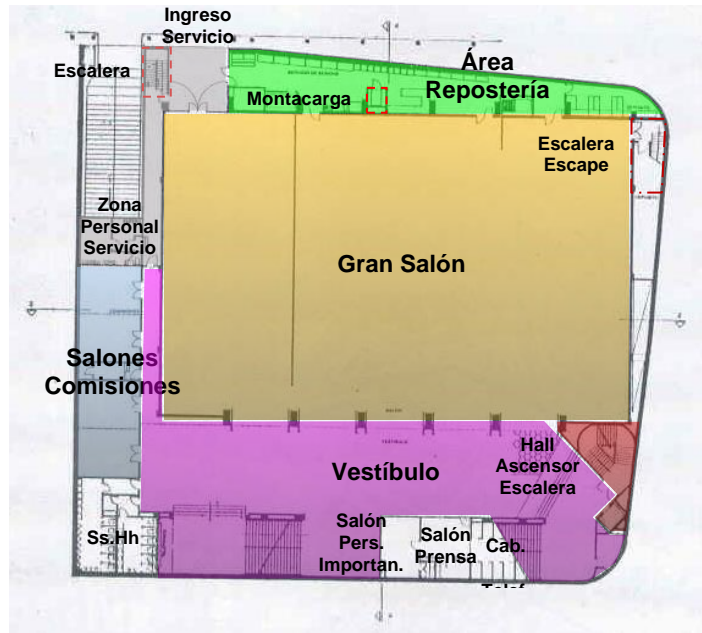 Ingreso
Servicio
Escalera
Área
Repostería
Montacarga
Escalera
Escape
Zona
Personal
Servicio
Gran Salón
Salones
Comisiones
Vestíbulo
Hall
Ascensor
Escalera
Ss.Hh
Salón
Pers.
Importan.
Salón
Prensa
Cab.